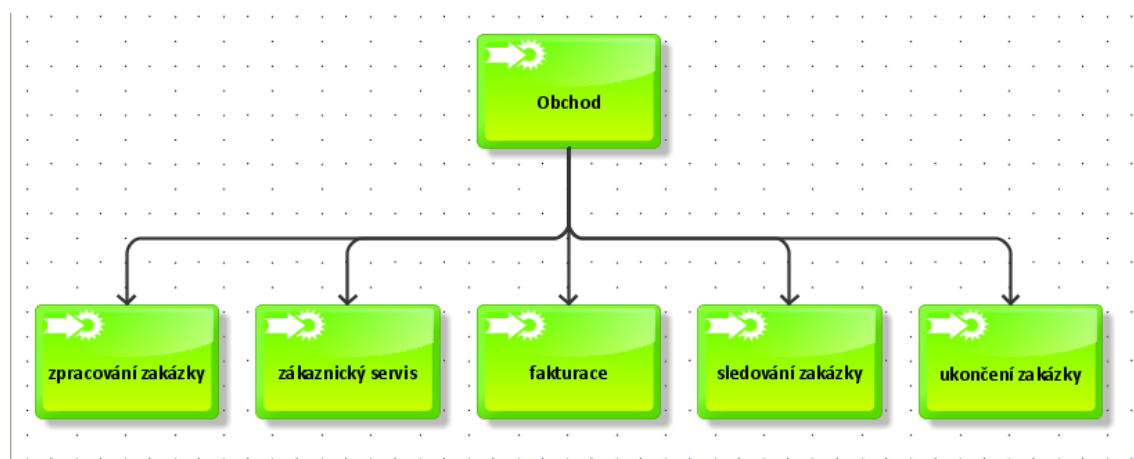 Obchod
zpracování zakázky
zákaznický servis
fakturace
sledování zakázky
ukončení zakázky